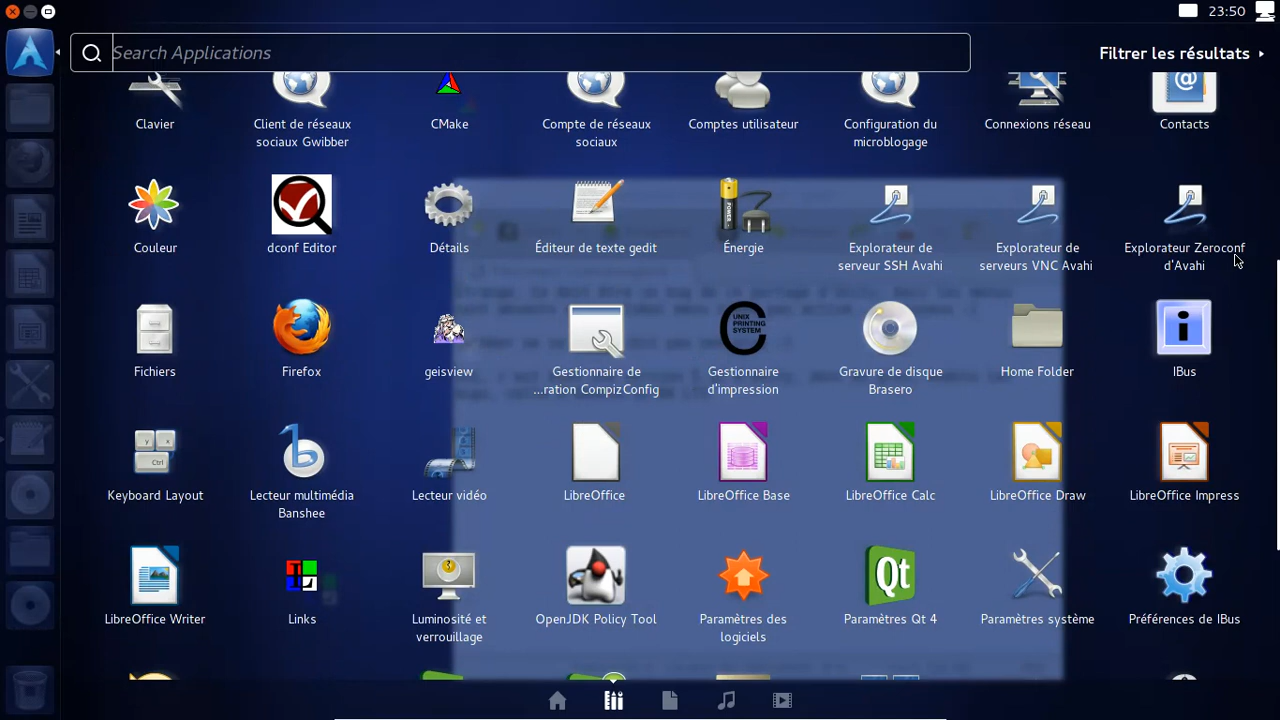 23:50
Search Applications
Filtrer les résultats
Clavier
Client de réseaux
sociaux Gwibber
CMake
Compte de réseaux
sociaux
Comptes utilisateur
Configuration du
microblogage
Connexions réseau
Contacts
Couleur
dconf Editor
Détails
Éditeur de texte gedit
Énergie
Explorateur de
serveur SSH Avahi
Explorateur de
serveurs VNC Avahi
Explorateur Zeroconf
d'Avahi
Fichiers
Firefox
geisview
Gestionnaire de
...ration CompizConfig
UNIX
PRINTING
SYSTEM
Gestionnaire
d'impression
Gravure de disque
Brasero
Home Folder
IBus
Ctrl
Keyboard Layout
Lecteur multimédia
Banshee
Lecteur vidéo
LibreOffice
LibreOffice Base
LibreOffice Calc
LibreOffice Draw
LibreOffice Impress
LibreOffice Writer
Links
Luminosité et
verrouillage
OpenJDK Policy Tool
Paramètres des
logiciels
Qt
Paramètres Qt 4
Paramètres système
Préférences de IBus